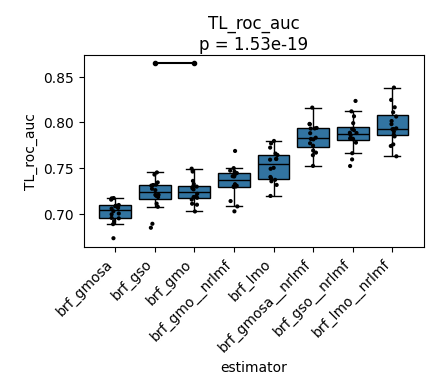 TL_roc_auc
p = 1.53e-19
TL_roc_auc
0.85
0.80
0.75
0.70
brf_gmosa
brf_gso
brf_gmo
brf_gmo__nrlmf
brf_lmo
brf_gmosa__nrlmf
brf_gso__nrlmf
brf_lmo__nrlmf
estimator